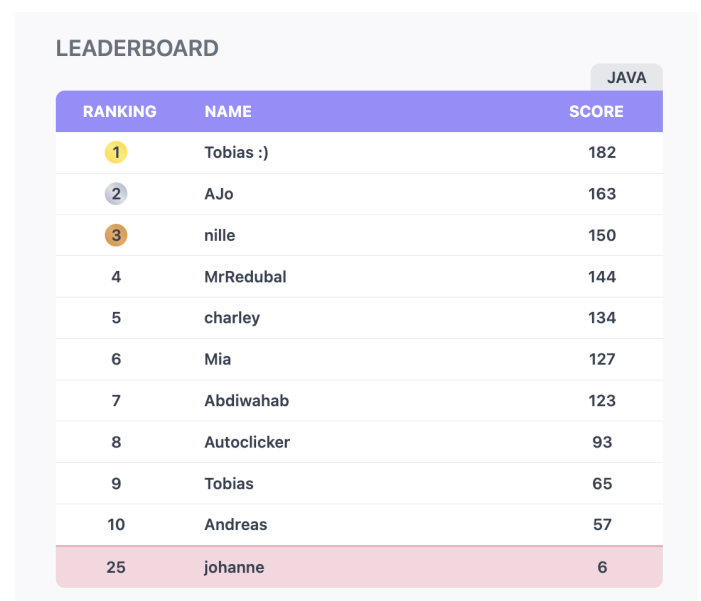 LEADERBOARD
JAVA
RANKING NAME SCORE
1 Tobias :) 182
2 AJo 163
3 nille 150
4 MrRedubal 144
5 charley 134
6 Mia 127
7 Abdiwahab 123
8 Autoclicker 93
9 Tobias 65
10 Andreas 57
25 johanne 6